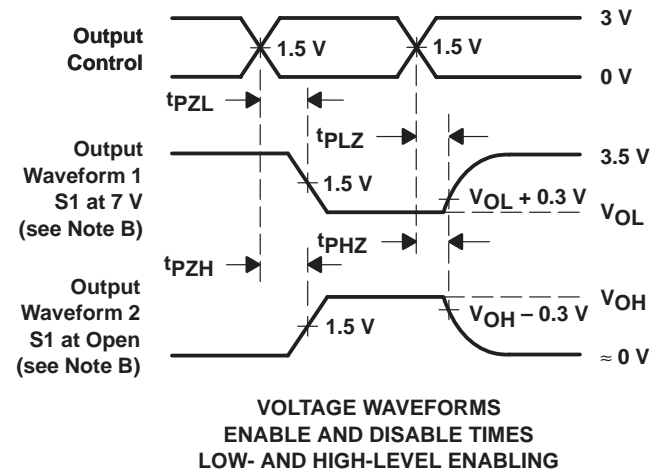 Output
Control
1.5 V
1.5 V
3 V
0 V
tPZL
tPLZ
Output
Waveform 1
S1 at 7 V
(see Note B)
1.5 V
3.5 V
VOL + 0.3 V
VOL
tPZH
tPHZ
Output
Waveform 2
S1 at Open
(see Note B)
1.5 V
VOH
VOH – 0.3 V
≈ 0 V
VOLTAGE WAVEFORMS
ENABLE AND DISABLE TIMES
LOW- AND HIGH-LEVEL ENABLING